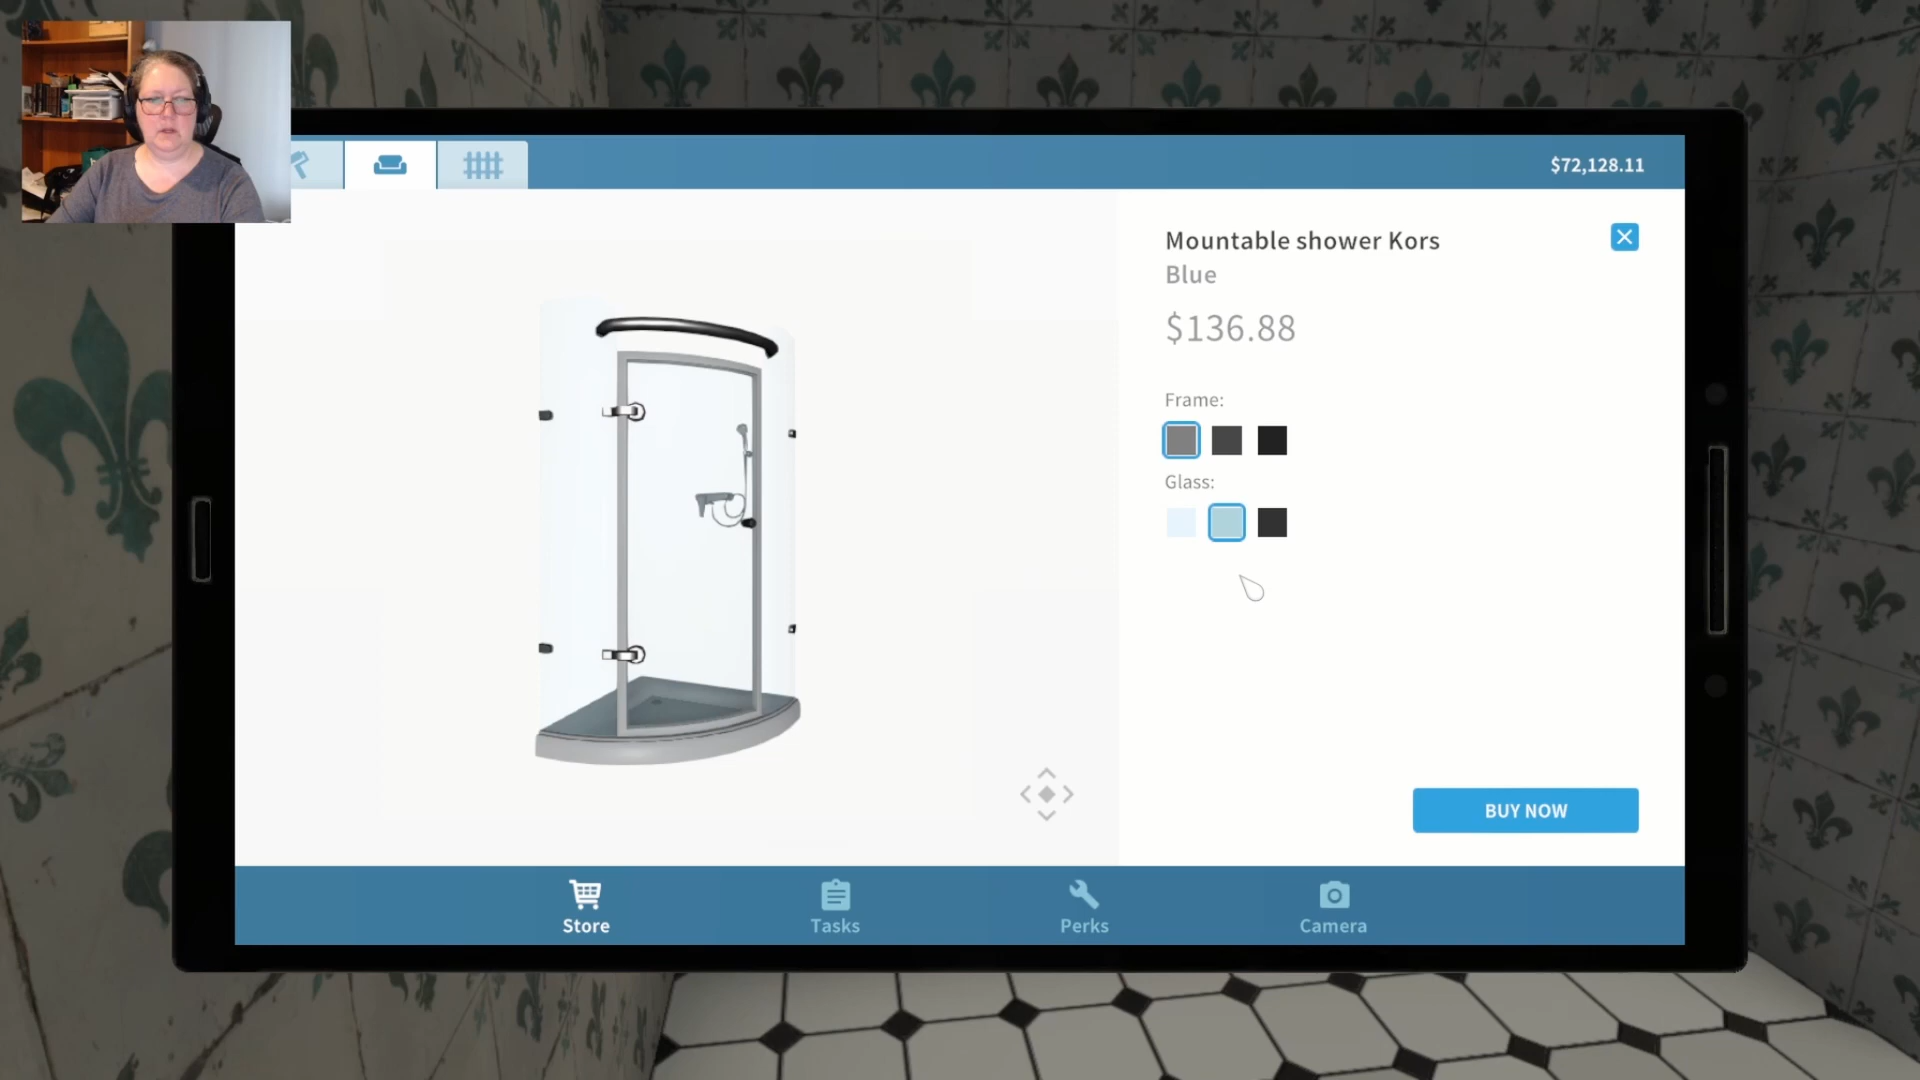 $72,128.11
Mountable shower Kors
Blue
$136.88
Frame:
Glass:
BUY NOW
Store
Tasks
Perks
Camera